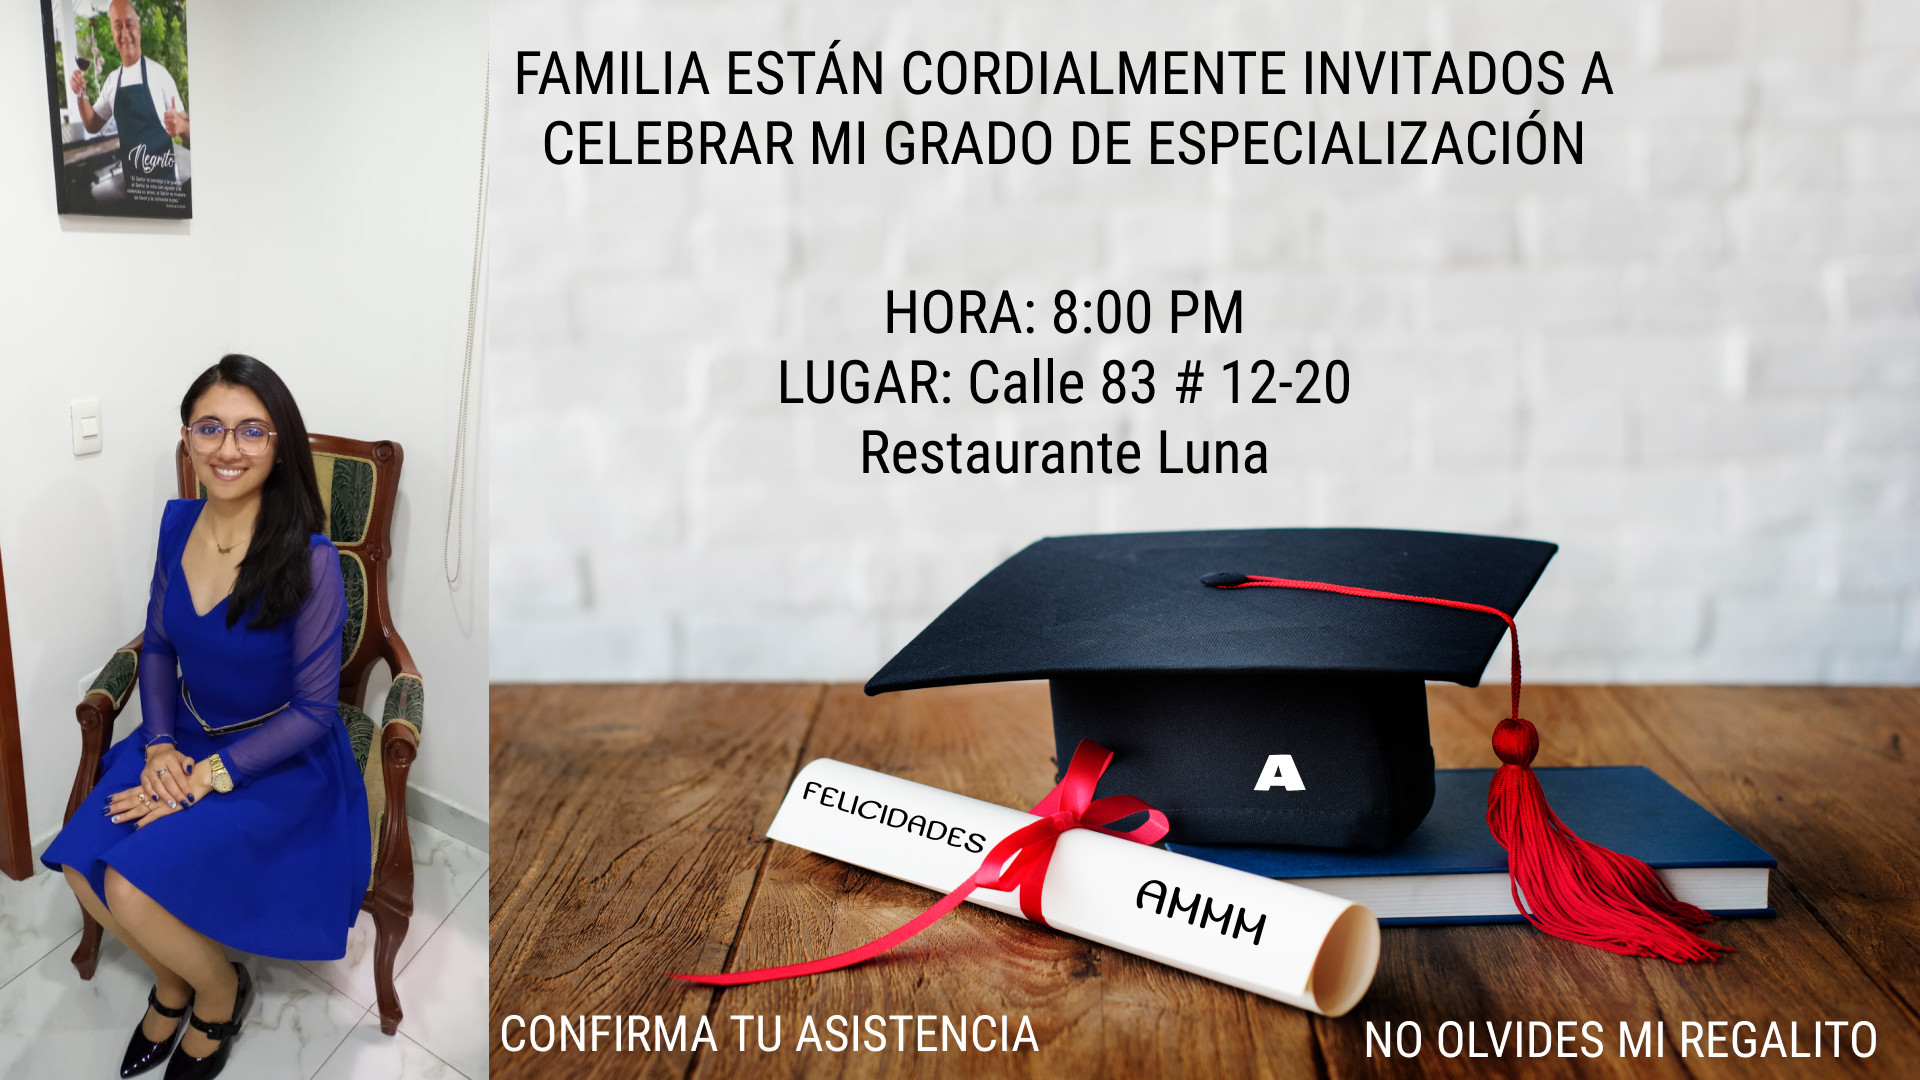 FAMILIA ESTÁN CORDIALMENTE INVITADOS A
CELEBRAR MI GRADO DE ESPECIALIZACIÓN
HORA: 8:00 PM
LUGAR: Calle 83 # 12-20
Restaurante Luna
Negrito
A
FELICIDADES
AMMM
CONFIRMA TU ASISTENCIA
NO OLVIDES MI REGALITO